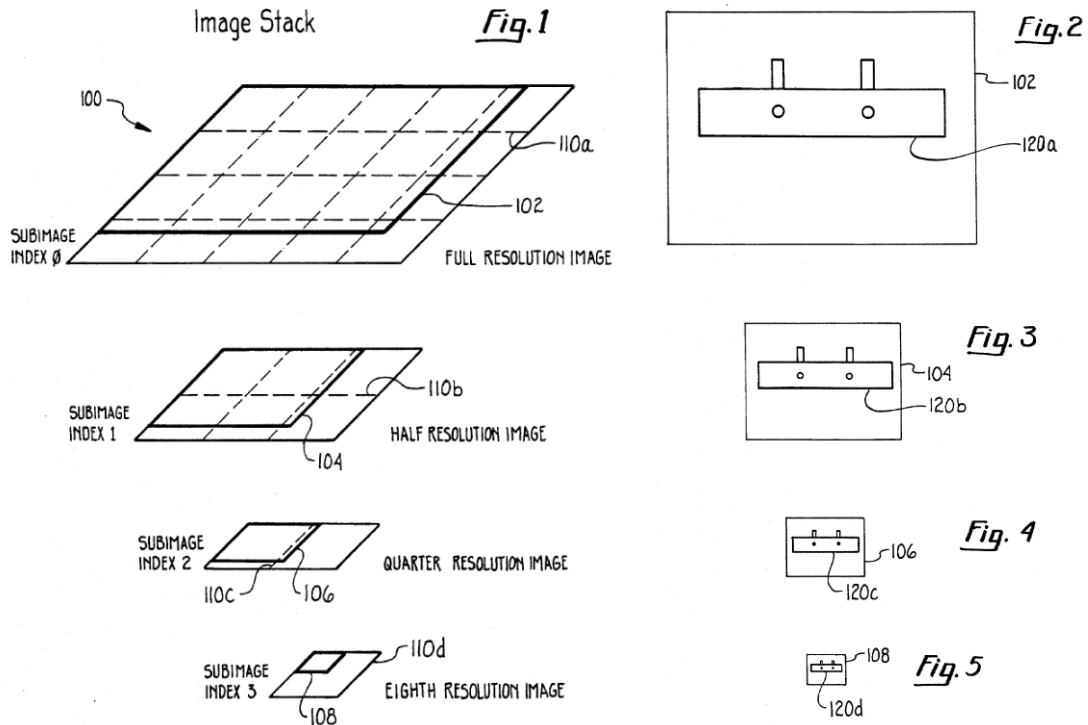 Image Stack
Fig. 1
100
110a
102
SUBIMAGE
INDEX Ø
FULL RESOLUTION IMAGE
110b
SUBIMAGE
INDEX 1
104
HALF RESOLUTION IMAGE
SUBIMAGE
INDEX 2
110c
106
QUARTER RESOLUTION IMAGE
110d
SUBIMAGE
INDEX 3
108
EIGHTH RESOLUTION IMAGE
Fig. 2
102
120a
Fig. 3
104
120b
Fig. 4
106
120c
108
Fig. 5
120d